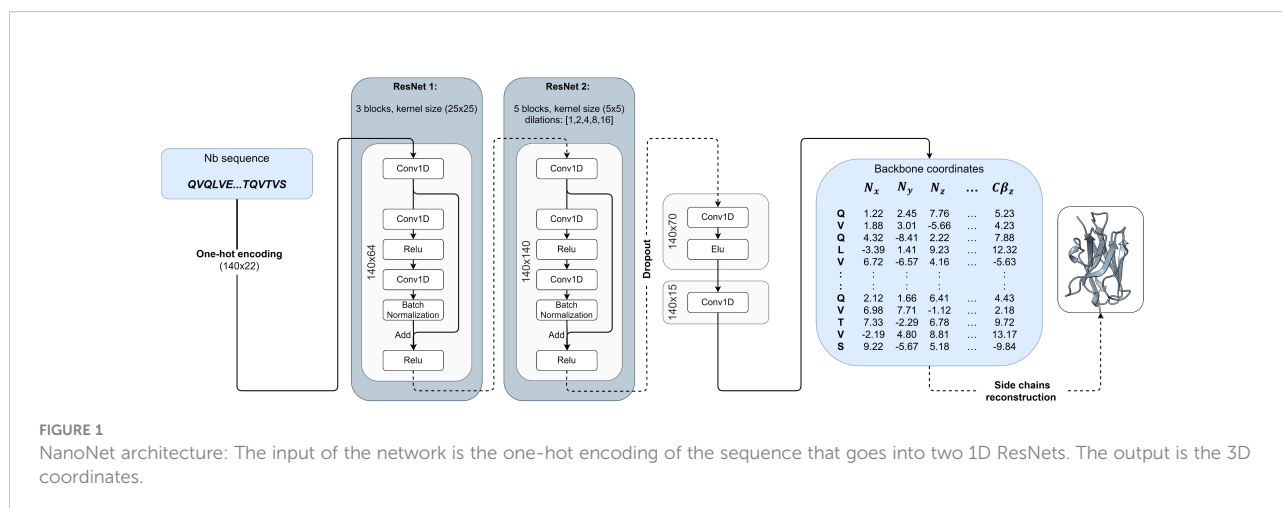 Nb sequence
QVQLVE...TQVTVS
One-hot encoding
(140x22)
ResNet 1:
3 blocks, kernel size (25x25)
140x64
Conv1D
Conv1D
Relu
Conv1D
Batch
Normalization
Add
Relu
ResNet 2:
5 blocks, kernel size (5x5)
dilations: [1,2,4,8,16]
140x140
Conv1D
Conv1D
Relu
Conv1D
Batch
Normalization
Add
Relu
Dropout
140x70
Conv1D
Elu
140x15
Conv1D
Backbone coordinates
Nx Ny Nz ... Cβz
Q 1.22 2.45 7.76 ... 5.23
V 1.88 3.01 -5.66 ... 4.23
Q 4.32 -8.41 2.22 ... 7.88
L -3.39 1.41 9.23 ... 12.32
V 6.72 -6.57 4.16 ... -5.63
: : : : :
: : : : :
Q 2.12 1.66 6.41 ... 4.43
V 6.98 7.71 -1.12 ... 2.18
T 7.33 -2.29 6.78 ... 9.72
V -2.19 4.80 8.81 ... 13.17
S 9.22 -5.67 5.18 ... -9.84
Side chains
reconstruction
FIGURE 1
NanoNet architecture: The input of the network is the one-hot encoding of the sequence that goes into two 1D ResNets. The output is the 3D
coordinates.